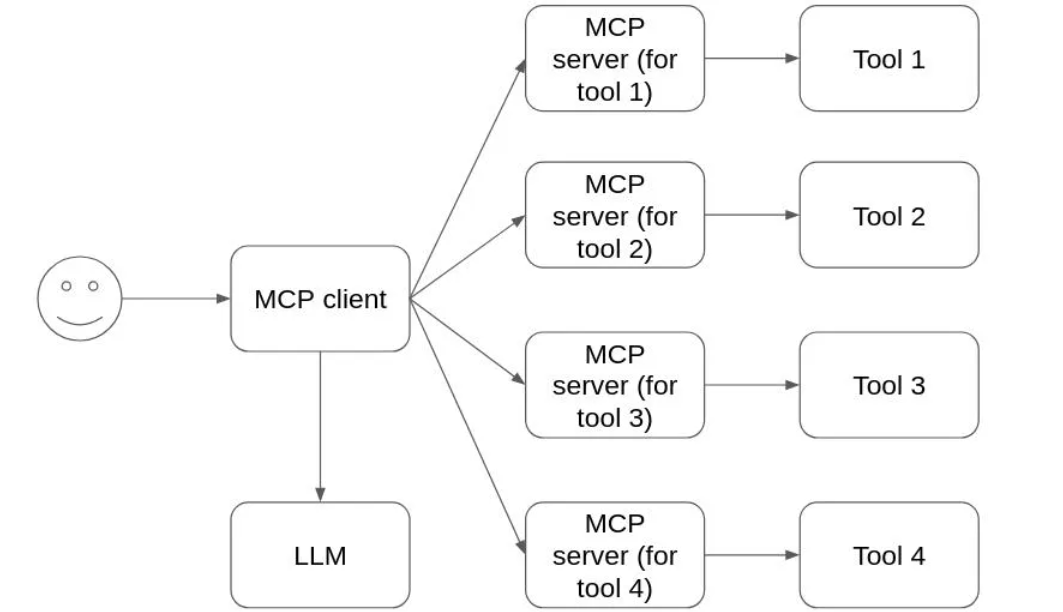 MCP
server (for
tool 1)
Tool 1
MCP
server (for
tool 2)
Tool 2
MCP client
MCP
server (for
tool 3)
Tool 3
LLM
MCP
server (for
tool 4)
Tool 4